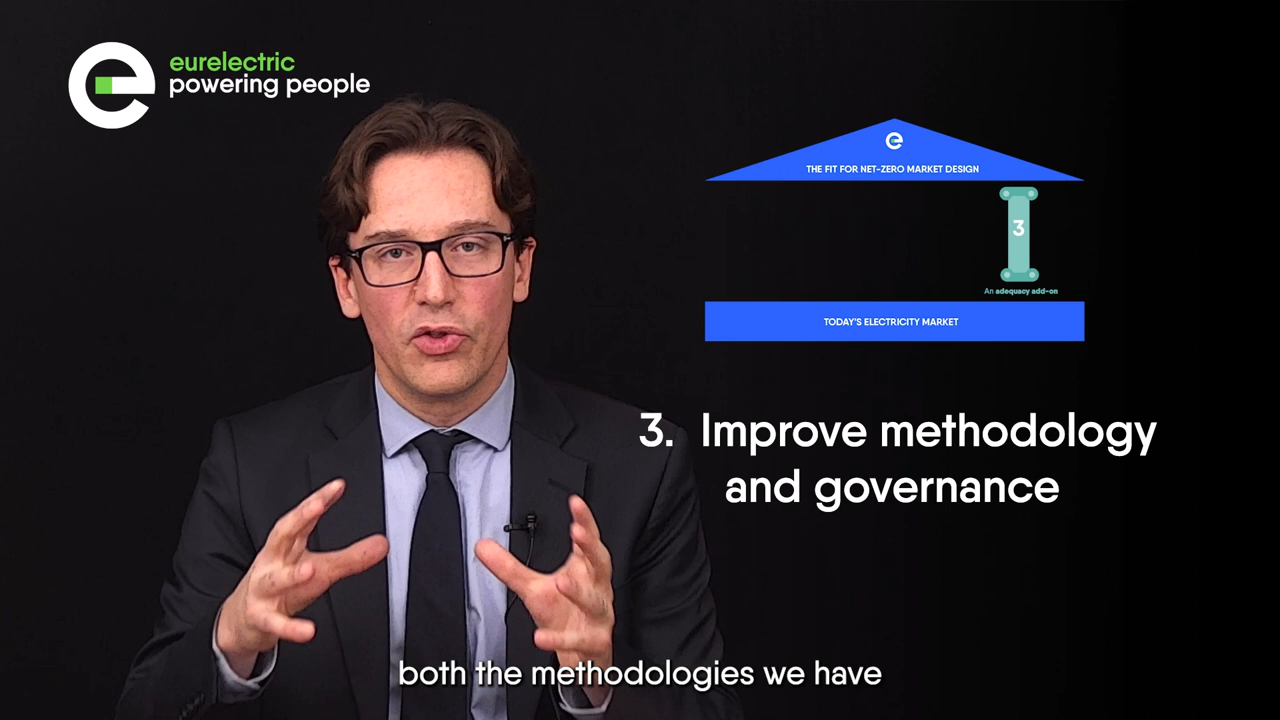 eurelectric
powering people
THE FIT FOR NET-ZERO MARKET DESIGN
3
An adequacy add-on
TODAY'S ELECTRICITY MARKET
3. Improve methodology
and governance
both the methodologies we have